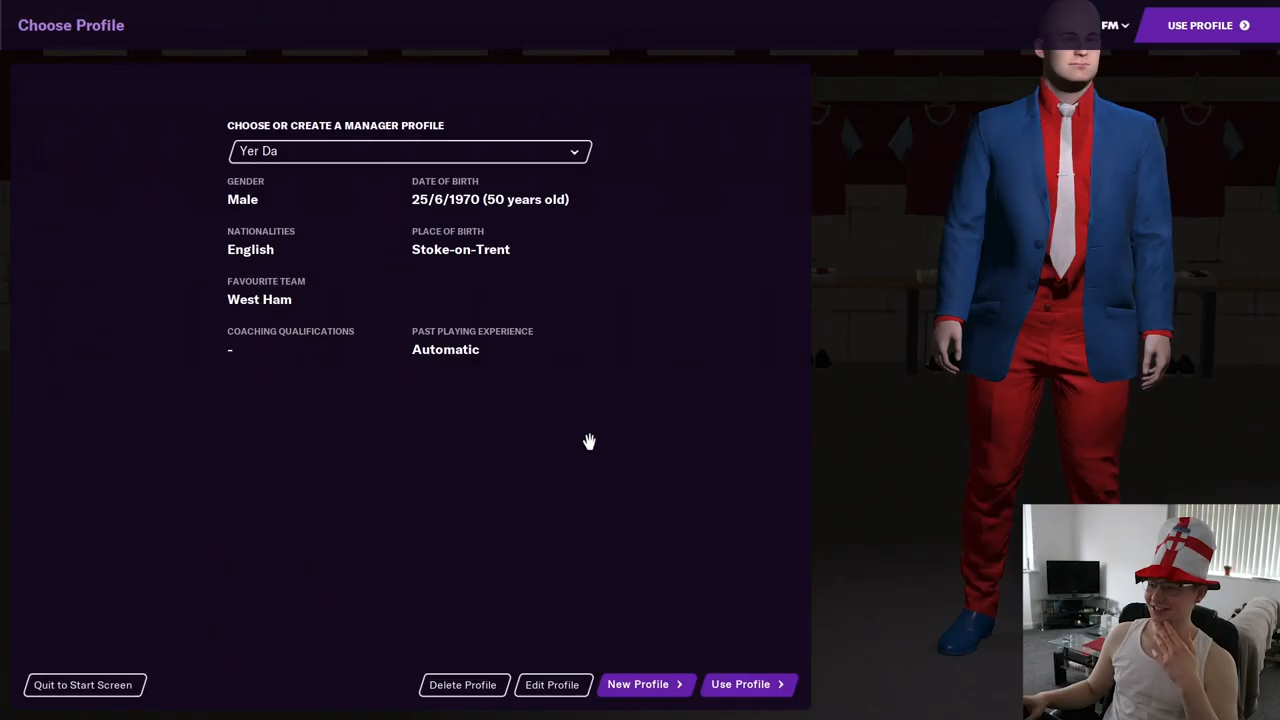 Choose Profile
FM
USE PROFILE
CHOOSE OR CREATE A MANAGER PROFILE
Yer Da
GENDER
DATE OF BIRTH
Male
25/6/1970 (50 years old)
NATIONALITIES
PLACE OF BIRTH
English
Stoke-on-Trent
FAVOURITE TEAM
West Ham
COACHING QUALIFICATIONS
PAST PLAYING EXPERIENCE
-
Automatic
Quit to Start Screen
Delete Profile
Edit Profile
New Profile
Use Profile